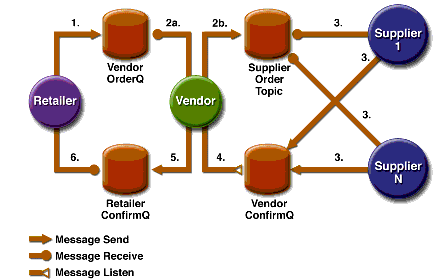 1.
2a.
2b.
3.
Supplier
1
Vendor
OrderQ
Supplier
Order
Topic
3.
Retailer
Vendor
3.
6.
5.
4.
3.
Supplier
N
Retailer
ConfirmQ
Vendor
ConfirmQ
Message Send
Message Receive
Message Listen